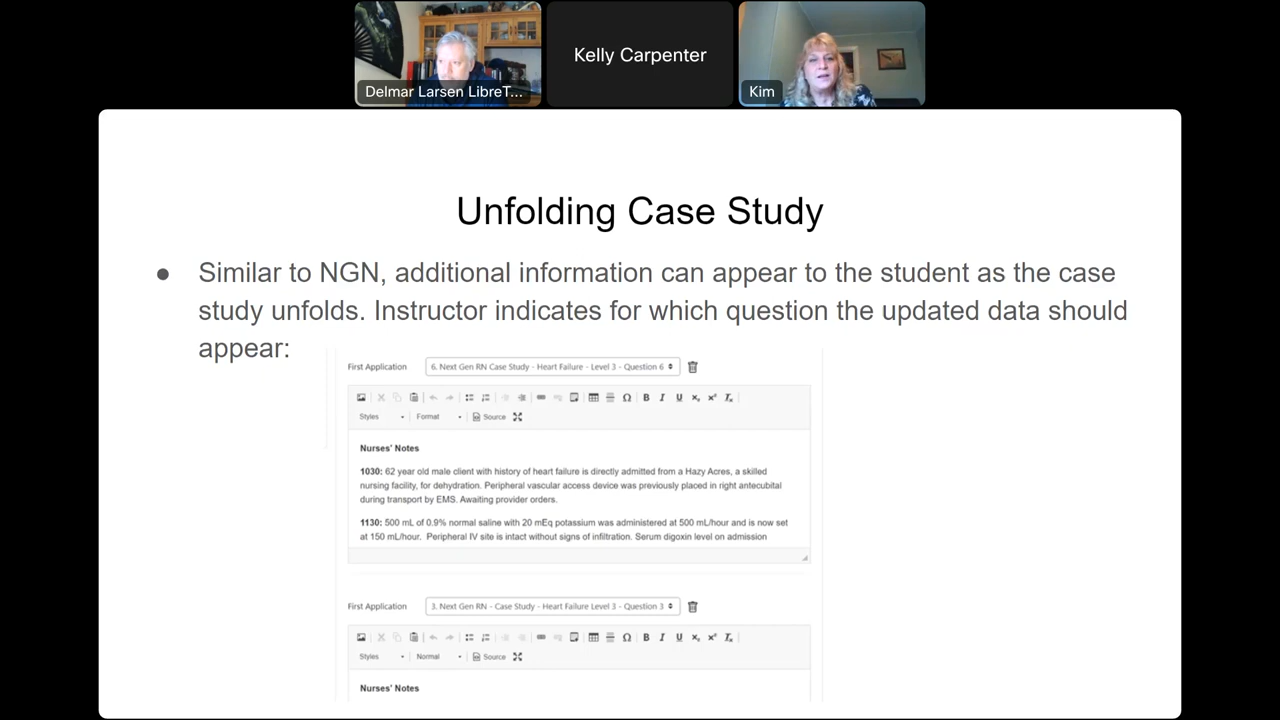 Delmar Larsen LibreT...
Kelly Carpenter
Kim
Unfolding Case Study
● Similar to NGN, additional information can appear to the student as the case
study unfolds. Instructor indicates for which question the updated data should
appear:
First Application 6. Next Gen RN Case Study - Heart Failure - Level 3 - Question 6
B I U x₂ x² Tx
Styles Format Source
Nurses' Notes
1030: 62 year old male client with history of heart failure is directly admitted from a Hazy Acres, a skilled
nursing facility, for dehydration. Peripheral vascular access device was previously placed in right antecubital
during transport by EMS. Awaiting provider orders.
1130: 500 mL of 0.9% normal saline with 20 mEq potassium was administered at 500 mL/hour and is now set
at 150 mL/hour. Peripheral IV site is intact without signs of infiltration. Serum digoxin level on admission
First Application 3. Next Gen RN - Case Study - Heart Failure Level 3 - Question 3
B I U x₂ x² Tx
Styles Normal Source
Nurses' Notes